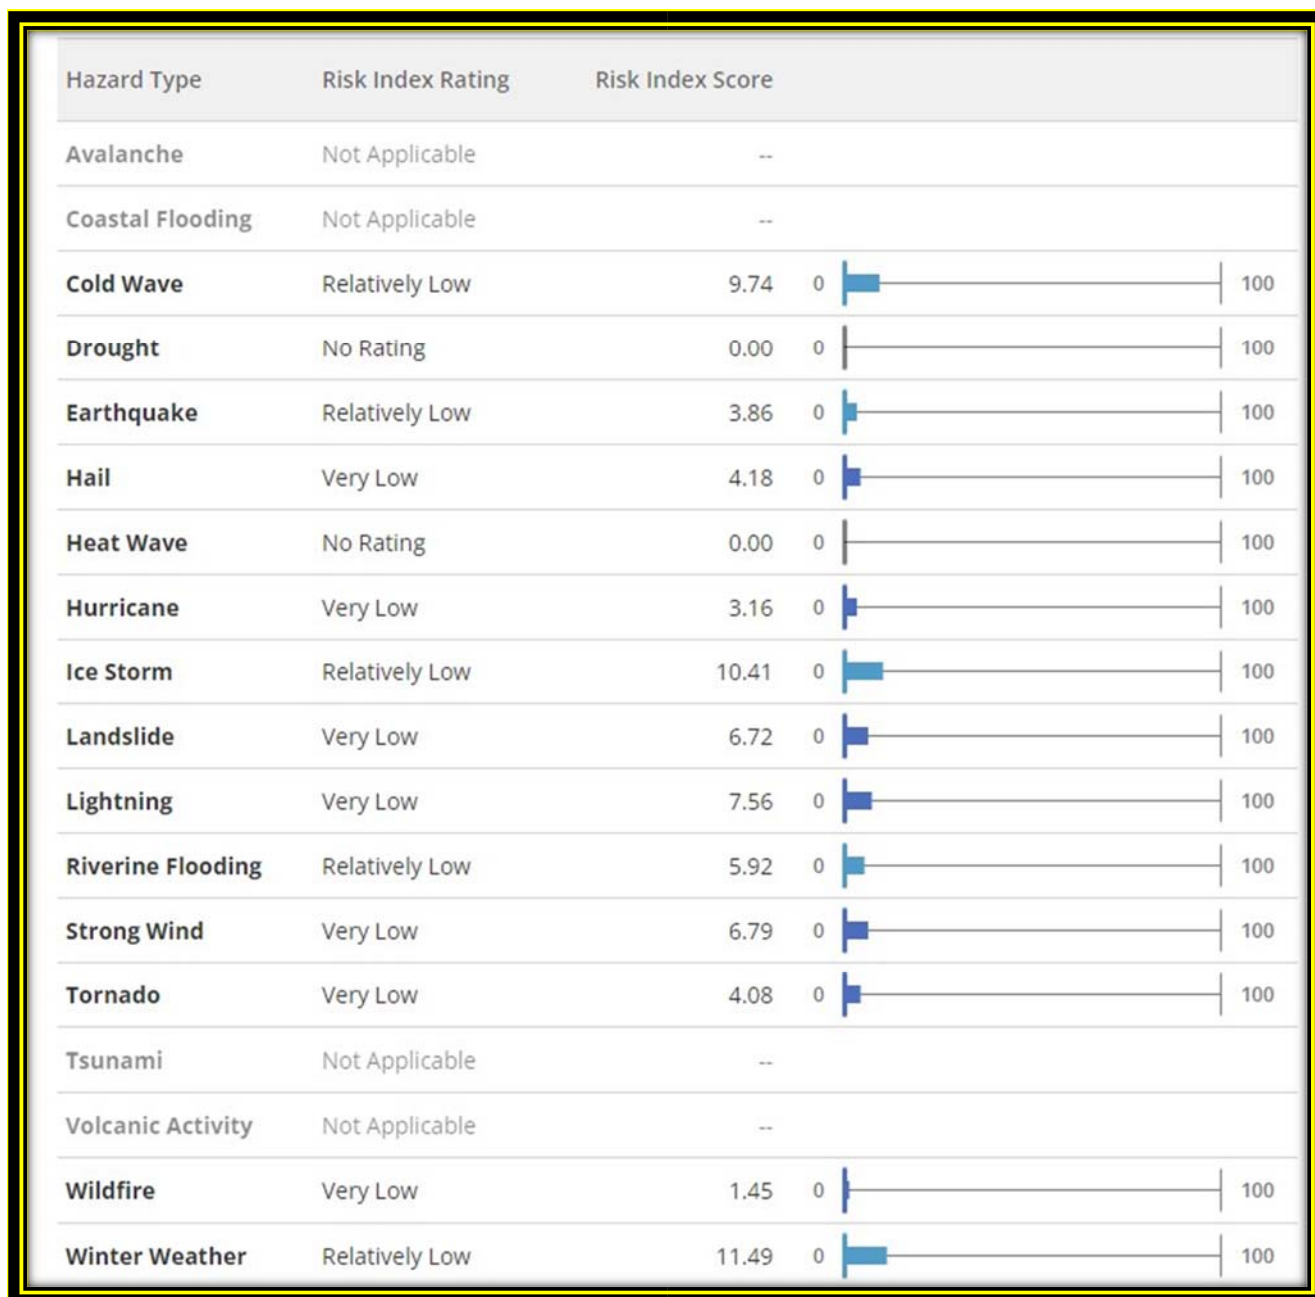 Hazard Type Risk Index Rating Risk Index Score
Avalanche Not Applicable --
Coastal Flooding Not Applicable --
Cold Wave Relatively Low 9.74 0 100
Drought No Rating 0.00 0 100
Earthquake Relatively Low 3.86 0 100
Hail Very Low 4.18 0 100
Heat Wave No Rating 0.00 0 100
Hurricane Very Low 3.16 0 100
Ice Storm Relatively Low 10.41 0 100
Landslide Very Low 6.72 0 100
Lightning Very Low 7.56 0 100
Riverine Flooding Relatively Low 5.92 0 100
Strong Wind Very Low 6.79 0 100
Tornado Very Low 4.08 0 100
Tsunami Not Applicable --
Volcanic Activity Not Applicable --
Wildfire Very Low 1.45 0 100
Winter Weather Relatively Low 11.49 0 100